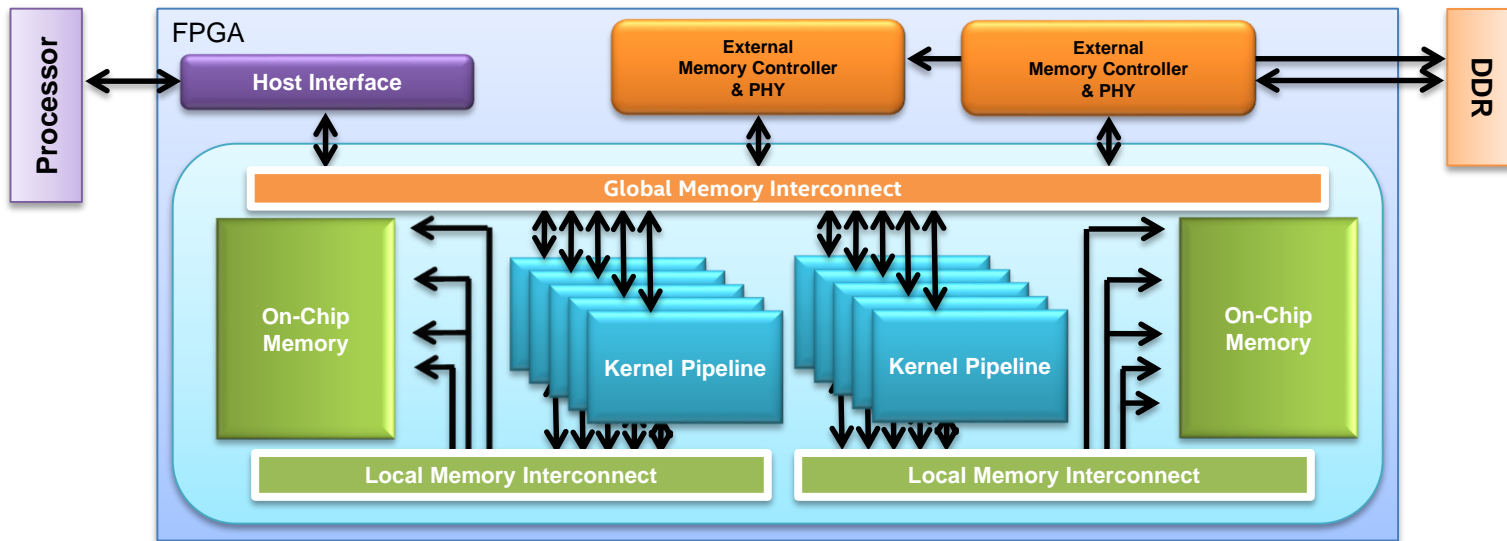 Processor
FPGA
Host Interface
External
Memory Controller
& PHY
External
Memory Controller
& PHY
DDR
Global Memory Interconnect
On-Chip
Memory
Kernel Pipeline
Kernel Pipeline
On-Chip
Memory
Local Memory Interconnect
Local Memory Interconnect